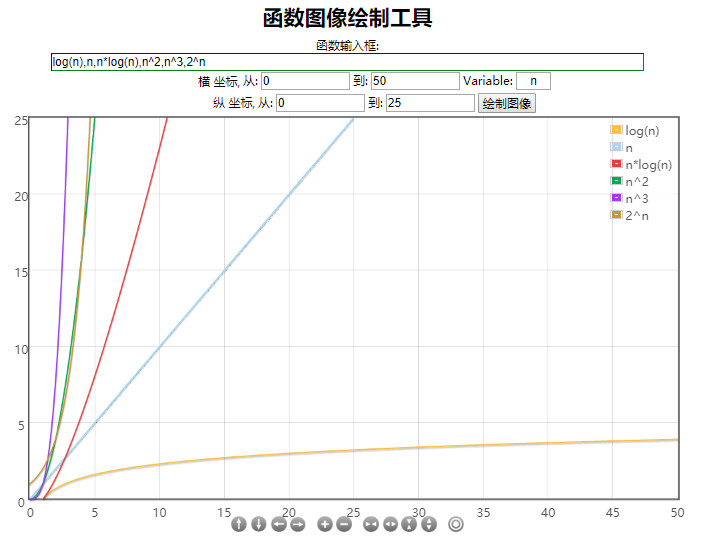 函数图像绘制工具
函数输入框:
log(n),n,n*log(n),n^2,n^3,2^n
横 坐标, 从: 0 到: 50 Variable: n
纵 坐标, 从: 0 到: 25 绘制图像
25
20
15
10
5
0
log(n)
n
n*log(n)
n^2
n^3
2^n
0 5 10 15 20 25 30 35 40 45 50